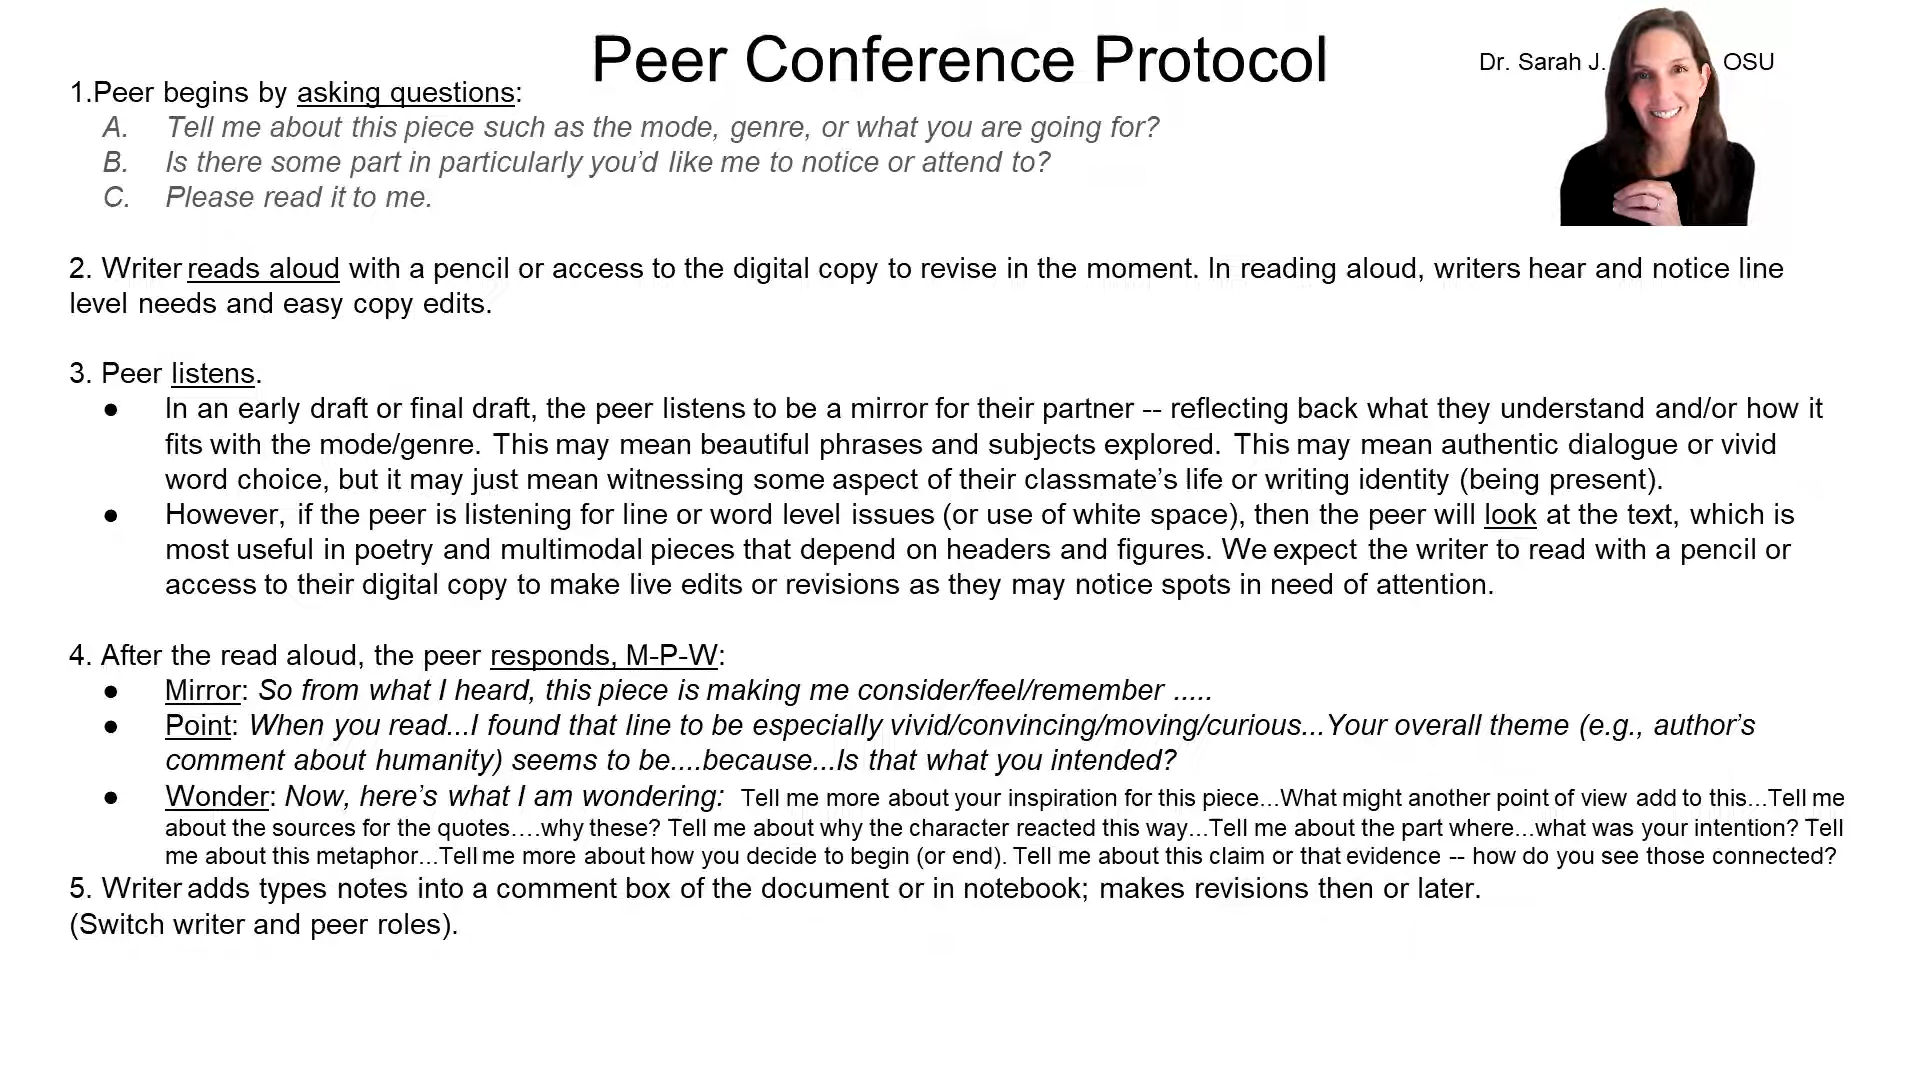 Peer Conference Protocol
Dr. Sarah J. OSU
1.Peer begins by asking questions:
A. Tell me about this piece such as the mode, genre, or what you are going for?
B. Is there some part in particularly you’d like me to notice or attend to?
C. Please read it to me.
2. Writer reads aloud with a pencil or access to the digital copy to revise in the moment. In reading aloud, writers hear and notice line
level needs and easy copy edits.
3. Peer listens.
● In an early draft or final draft, the peer listens to be a mirror for their partner -- reflecting back what they understand and/or how it
fits with the mode/genre. This may mean beautiful phrases and subjects explored. This may mean authentic dialogue or vivid
word choice, but it may just mean witnessing some aspect of their classmate’s life or writing identity (being present).
● However, if the peer is listening for line or word level issues (or use of white space), then the peer will look at the text, which is
most useful in poetry and multimodal pieces that depend on headers and figures. We expect the writer to read with a pencil or
access to their digital copy to make live edits or revisions as they may notice spots in need of attention.
4. After the read aloud, the peer responds, M-P-W:
● Mirror: So from what I heard, this piece is making me consider/feel/remember .....
● Point: When you read...I found that line to be especially vivid/convincing/moving/curious...Your overall theme (e.g., author’s
comment about humanity) seems to be....because...Is that what you intended?
● Wonder: Now, here’s what I am wondering: Tell me more about your inspiration for this piece...What might another point of view add to this...Tell me
about the sources for the quotes….why these? Tell me about why the character reacted this way...Tell me about the part where...what was your intention? Tell
me about this metaphor...Tell me more about how you decide to begin (or end). Tell me about this claim or that evidence -- how do you see those connected?
5. Writer adds types notes into a comment box of the document or in notebook; makes revisions then or later.
(Switch writer and peer roles).